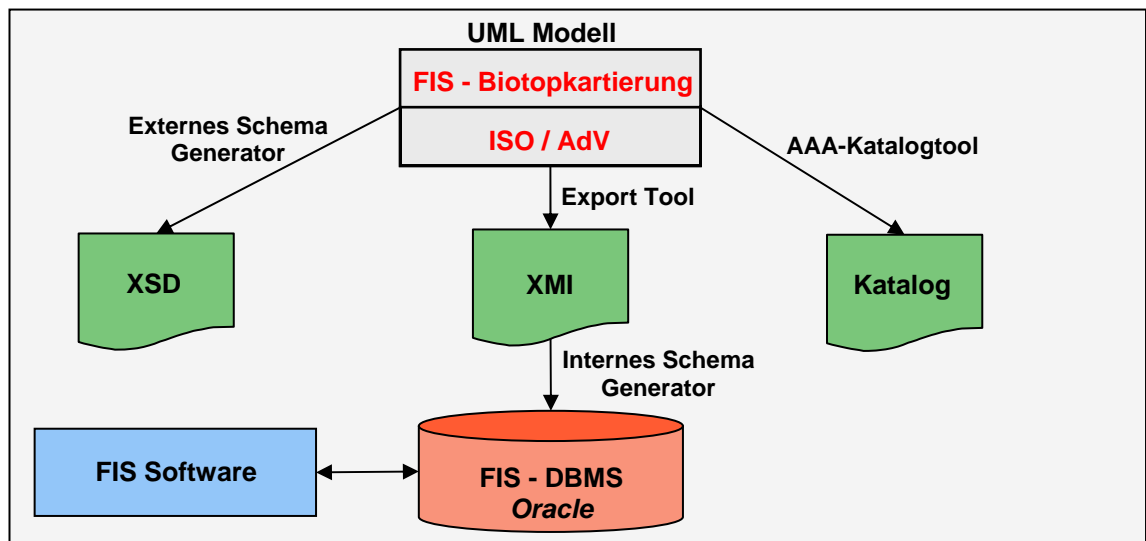 UML Modell
FIS - Biotopkartierung
ISO / AdV
Externes Schema
Generator
AAA-Katalogtool
Export Tool
XSD
XMI
Katalog
Internes Schema
Generator
FIS Software
FIS - DBMS
Oracle